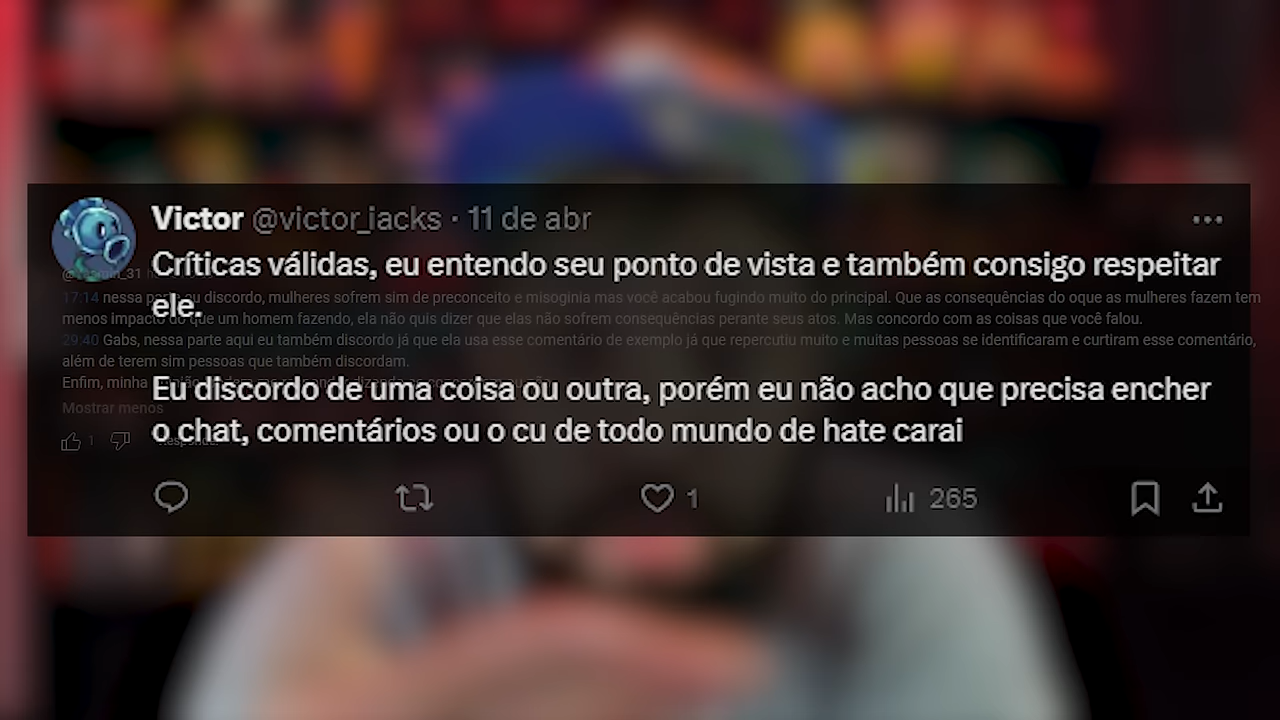 Victor @victor_jacks · 11 de abr
Críticas válidas, eu entendo seu ponto de vista e também consigo respeitar
ele.
17:14 nessa parte eu discordo, mulheres sofrem sim de preconceito e misoginia mas você acabou fugindo muito do principal. Que as consequências do oque as mulheres fazem tem
menos impacto do que um homem fazendo, ela não quis dizer que elas não sofrem consequências perante seus atos. Mas concordo com as coisas que você falou.
29:40 Gabs, nessa parte aqui eu também discordo já que ela usa esse comentário de exemplo já que repercutiu muito e muitas pessoas se identificaram e curtiram esse comentário,
além de terem sim pessoas que também discordam.
Enfim, minha
Mostrar menos
1 Responder
Eu discordo de uma coisa ou outra, porém eu não acho que precisa encher
o chat, comentários ou o cu de todo mundo de hate carai
1 265